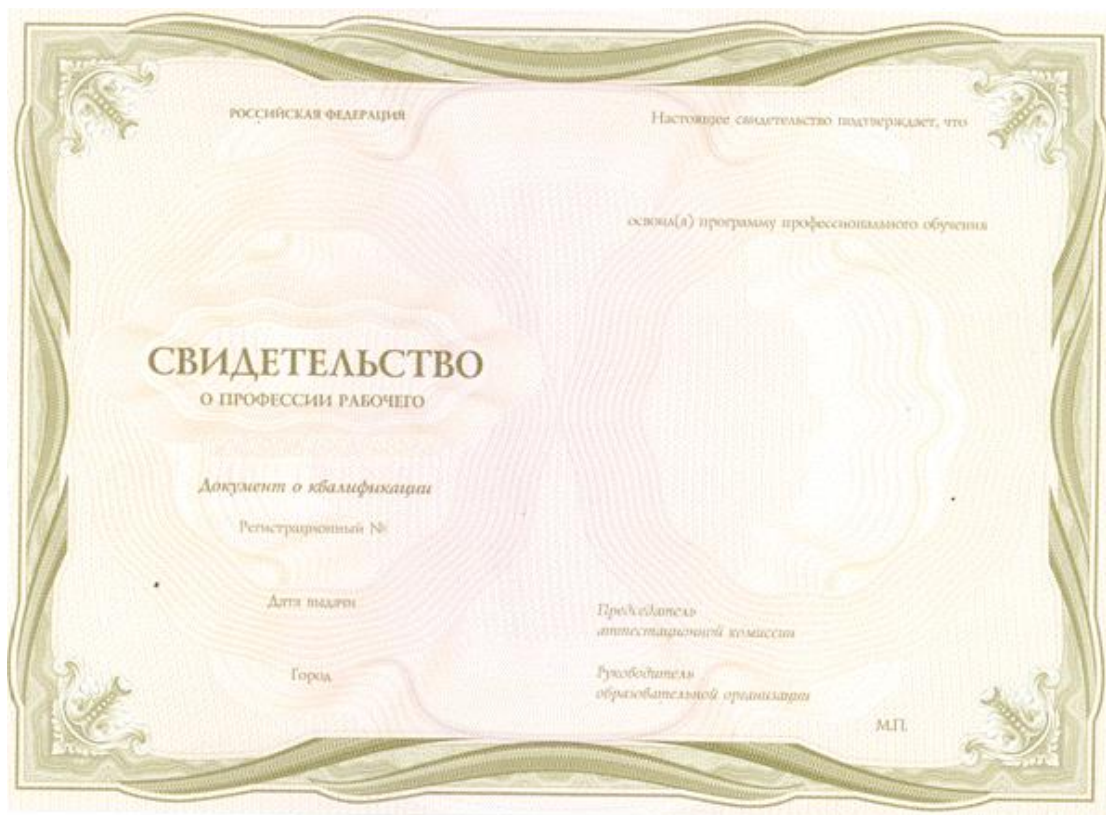 РОССИЙСКАЯ ФЕДЕРАЦИЯ
СВИДЕТЕЛЬСТВО
О ПРОФЕССИИ РАБОЧЕГО
Документ о квалификации
Регистрационный №
Дата выдачи
Город
Настоящее свидетельство подтверждает, что
освоил(а) программу профессионального обучения
Председатель
аттестационной комиссии
Руководитель
образовательной организации
М.П.